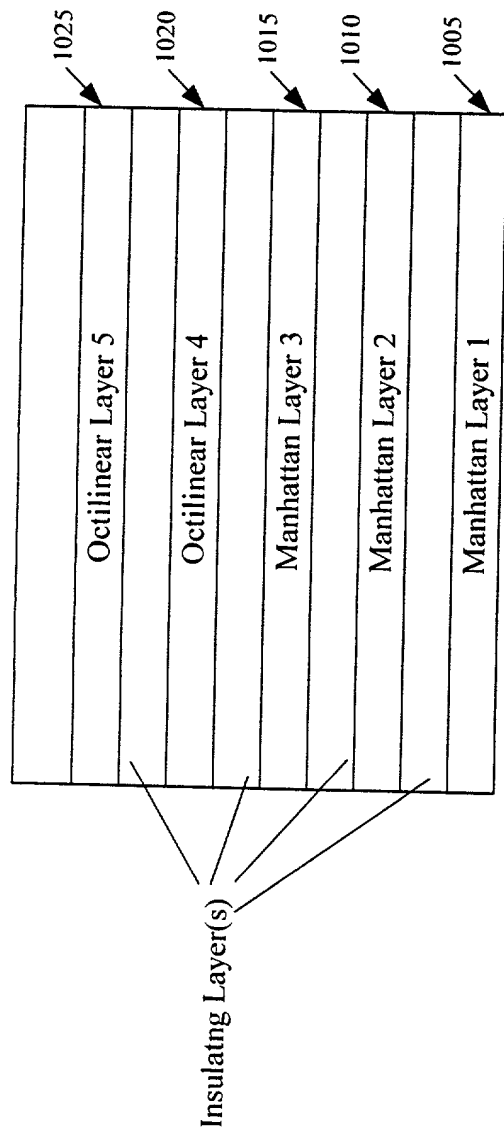 1025
1020
1015
1010
1005
Octilinear Layer 5
Octilinear Layer 4
Manhattan Layer 3
Manhattan Layer 2
Manhattan Layer 1
Insulatng Layer(s)